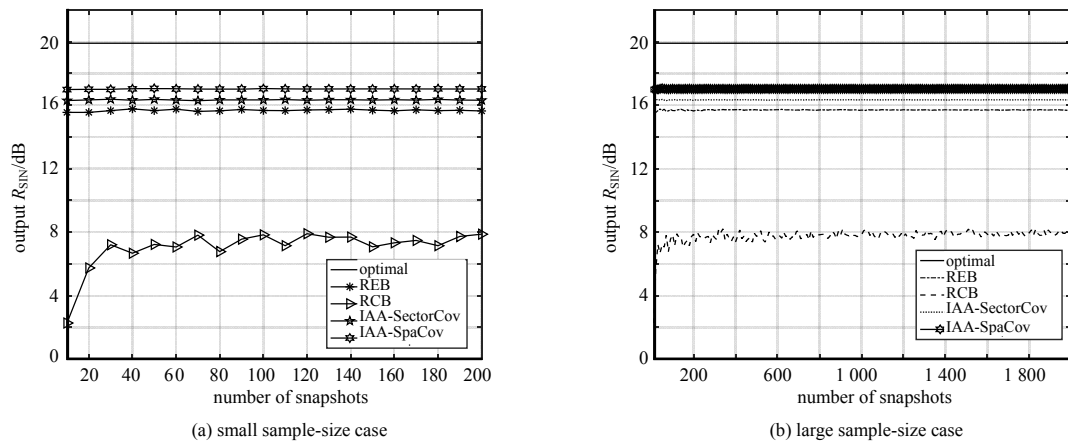 output R_SIN/dB
20
16
12
8
4
0
optimal
REB
RCB
IAA-SectorCov
IAA-SpaCov
20 40 60 80 100 120 140 160 180 200
number of snapshots
(a) small sample-size case
output R_SIN/dB
20
16
12
8
4
0
optimal
REB
RCB
IAA-SectorCov
IAA-SpaCov
200 600 1 000 1 400 1 800
number of snapshots
(b) large sample-size case